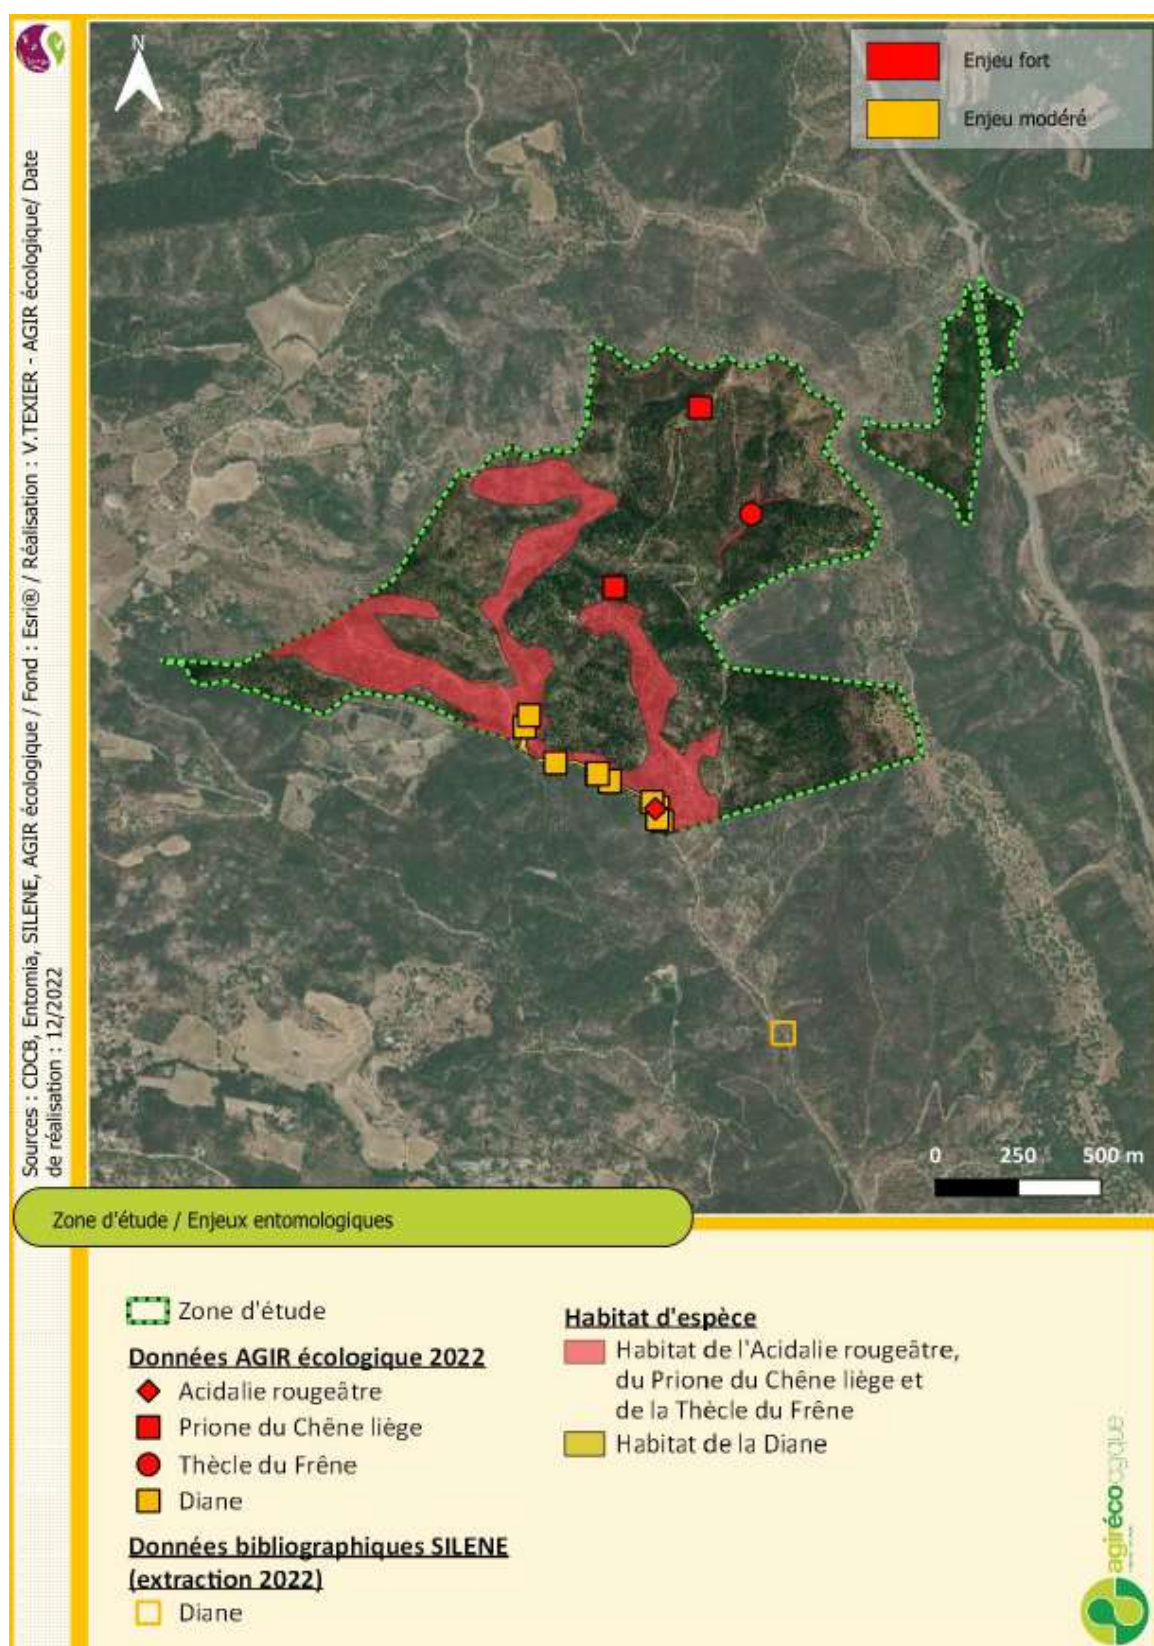 N
Enjeu fort
Enjeu modéré
Sources : CDCB, Entomia, SILENE, AGIR écologique / Fond : Esri® / Réalisation : V.TEXIER - AGIR écologique/ Date
de réalisation : 12/2022
0 250 500 m
Zone d'étude / Enjeux entomologiques
Zone d'étude
Données AGIR écologique 2022
Acidalie rougeâtre
Prione du Chêne liège
Thècle du Frêne
Diane
Données bibliographiques SILENE
(extraction 2022)
Diane
Habitat d'espèce
Habitat de l'Acidalie rougeâtre,
du Prione du Chêne liège et
de la Thècle du Frêne
Habitat de la Diane
agirécologique